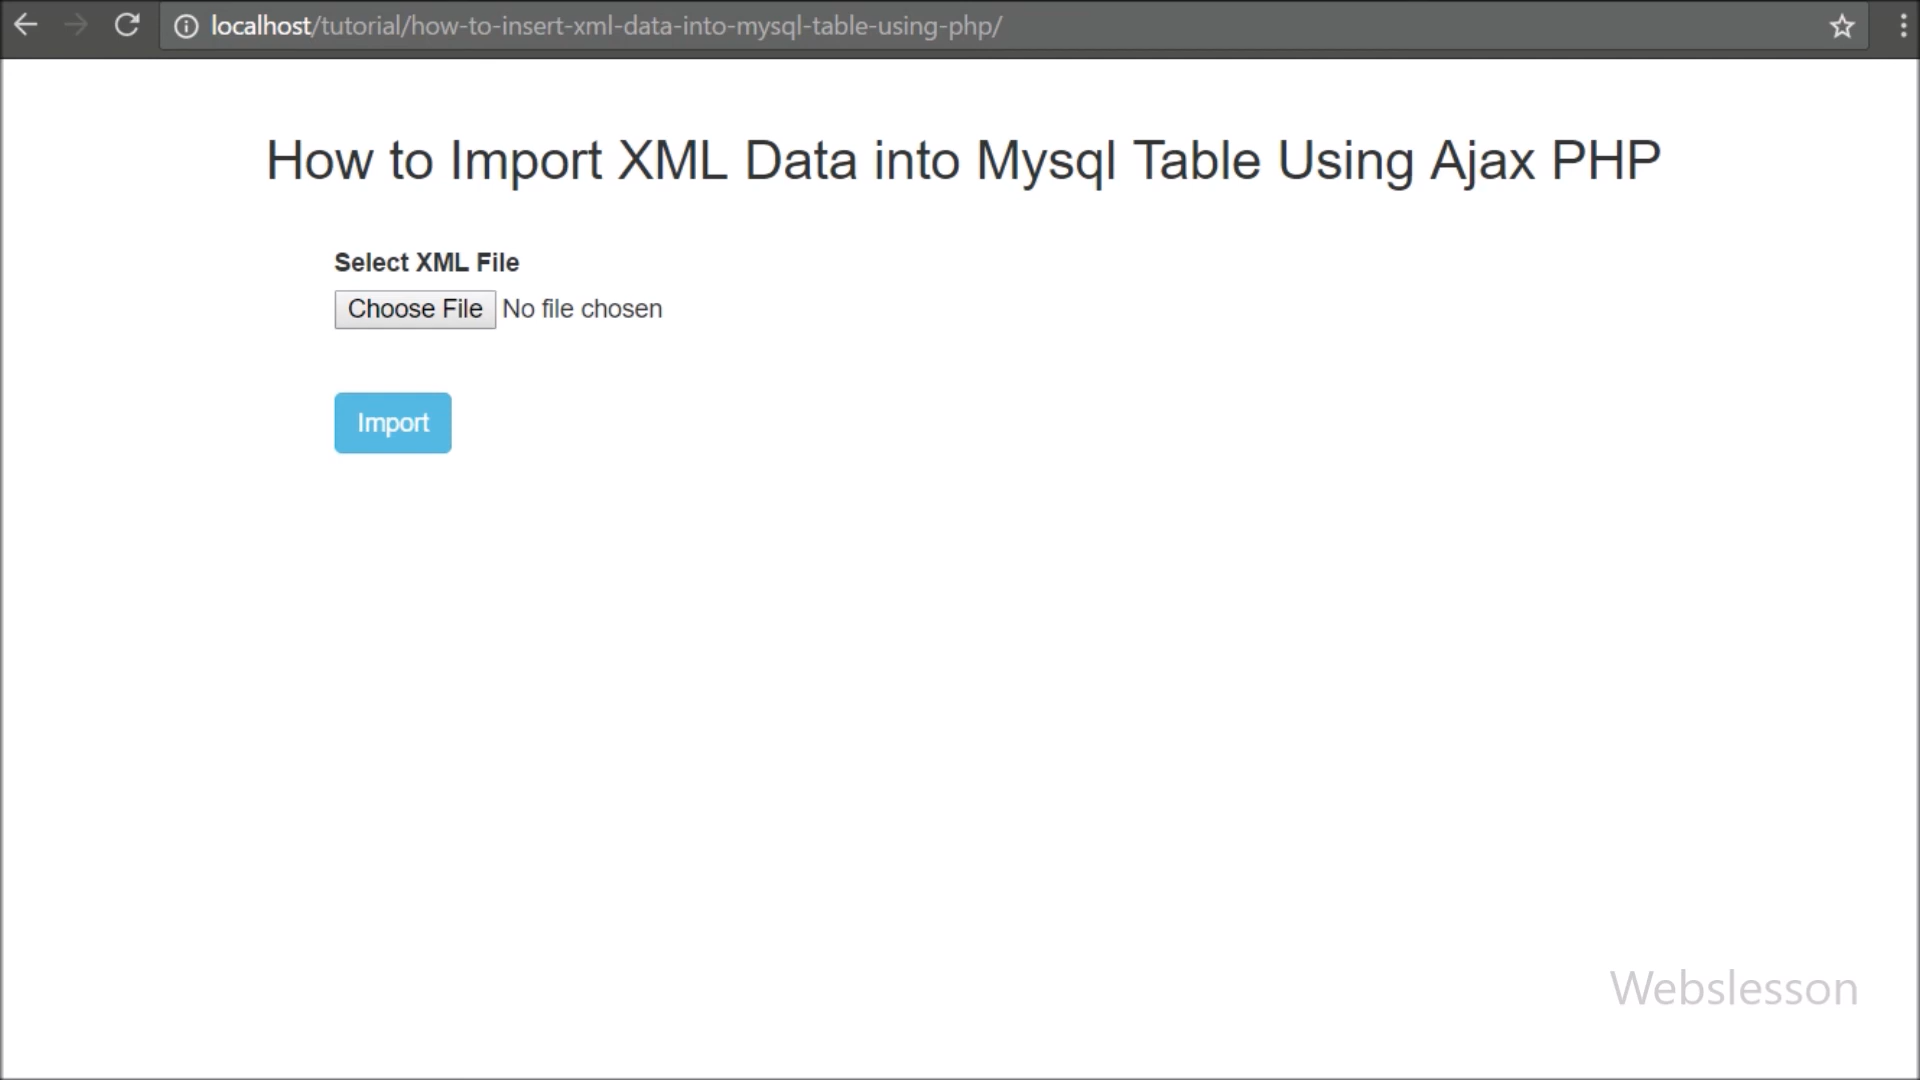 localhost/tutorial/how-to-insert-xml-data-into-mysql-table-using-php/
How to Import XML Data into Mysql Table Using Ajax PHP
Select XML File
Choose File No file chosen
Import
Webslesson